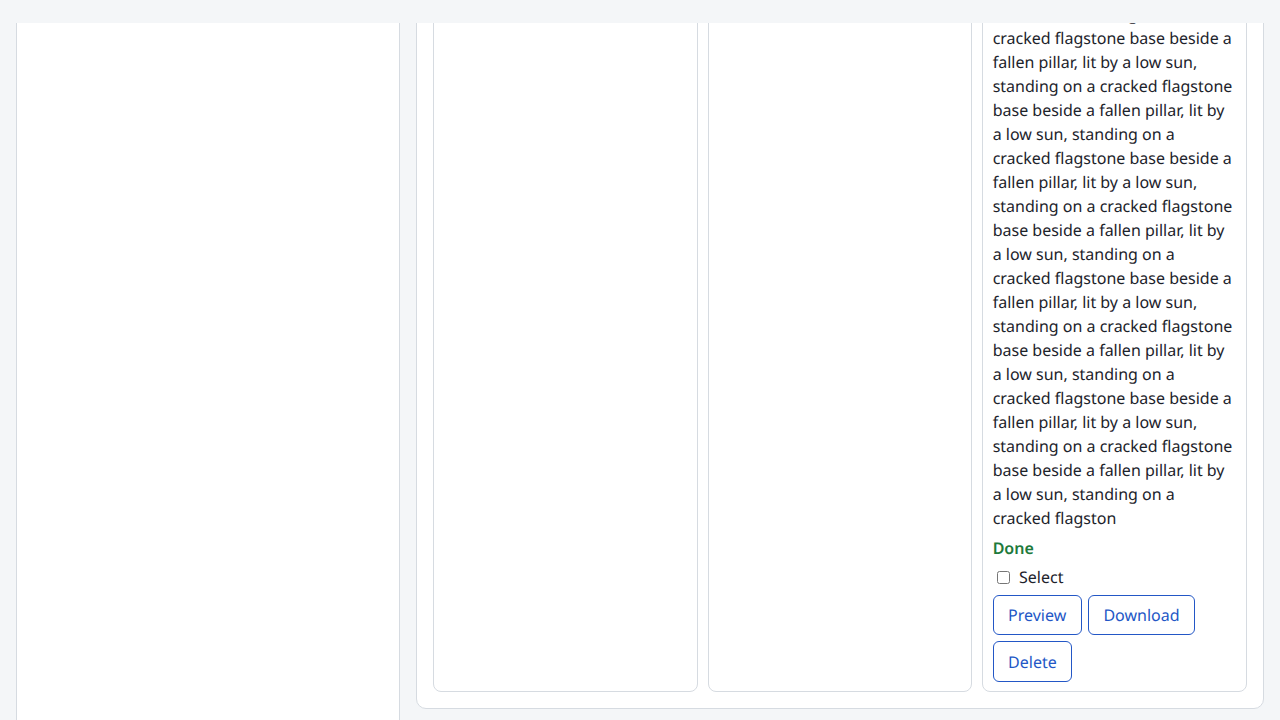 cracked flagstone base beside a
fallen pillar, lit by a low sun,
standing on a cracked flagstone
base beside a fallen pillar, lit by
a low sun, standing on a
cracked flagstone base beside a
fallen pillar, lit by a low sun,
standing on a cracked flagstone
base beside a fallen pillar, lit by
a low sun, standing on a
cracked flagstone base beside a
fallen pillar, lit by a low sun,
standing on a cracked flagstone
base beside a fallen pillar, lit by
a low sun, standing on a
cracked flagstone base beside a
fallen pillar, lit by a low sun,
standing on a cracked flagstone
base beside a fallen pillar, lit by
a low sun, standing on a
cracked flagston
Done
Select
Preview
Download
Delete